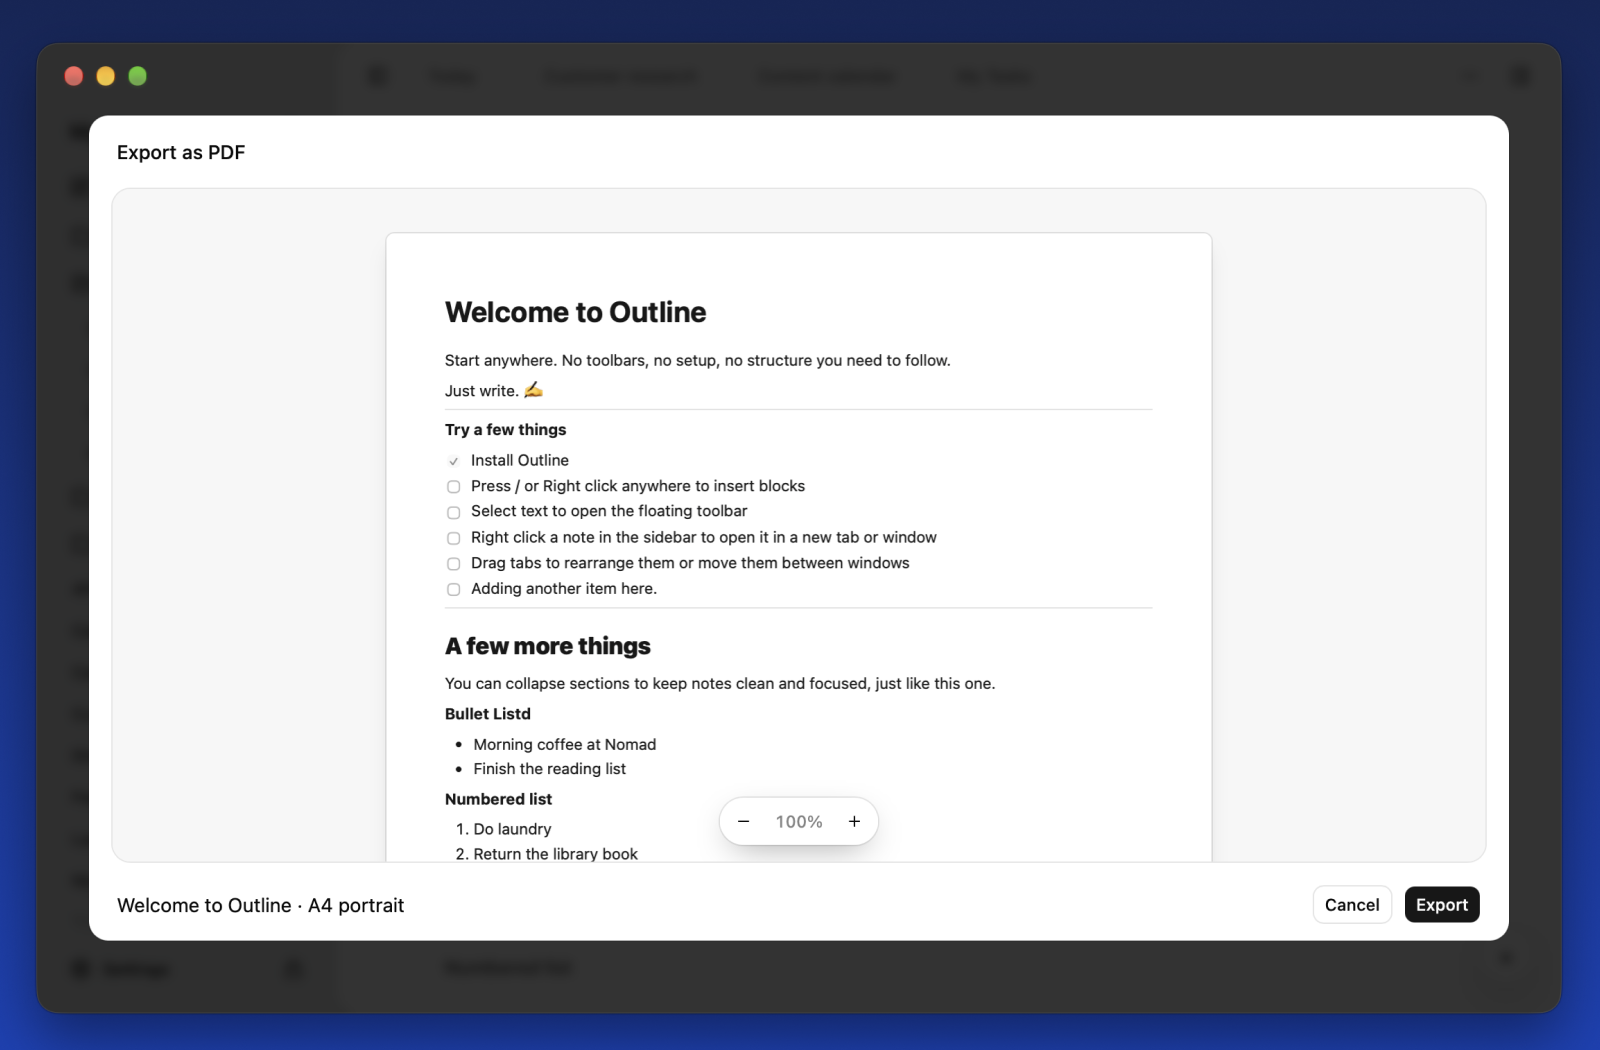 Export as PDF
Welcome to Outline
Start anywhere. No toolbars, no setup, no structure you need to follow.
Just write. ✍️
Try a few things
Install Outline
Press / or Right click anywhere to insert blocks
Select text to open the floating toolbar
Right click a note in the sidebar to open it in a new tab or window
Drag tabs to rearrange them or move them between windows
Adding another item here.
A few more things
You can collapse sections to keep notes clean and focused, just like this one.
Bullet Listd
• Morning coffee at Nomad
• Finish the reading list
Numbered list
1. Do laundry
2. Return the library book
− 100% +
Welcome to Outline · A4 portrait
Cancel
Export
Settings